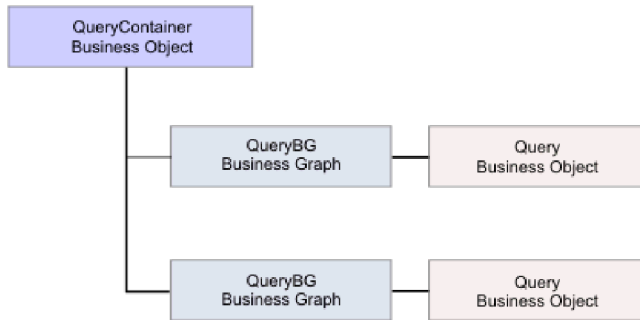 QueryContainer
Business Object
QueryBG
Business Graph
Query
Business Object
QueryBG
Business Graph
Query
Business Object